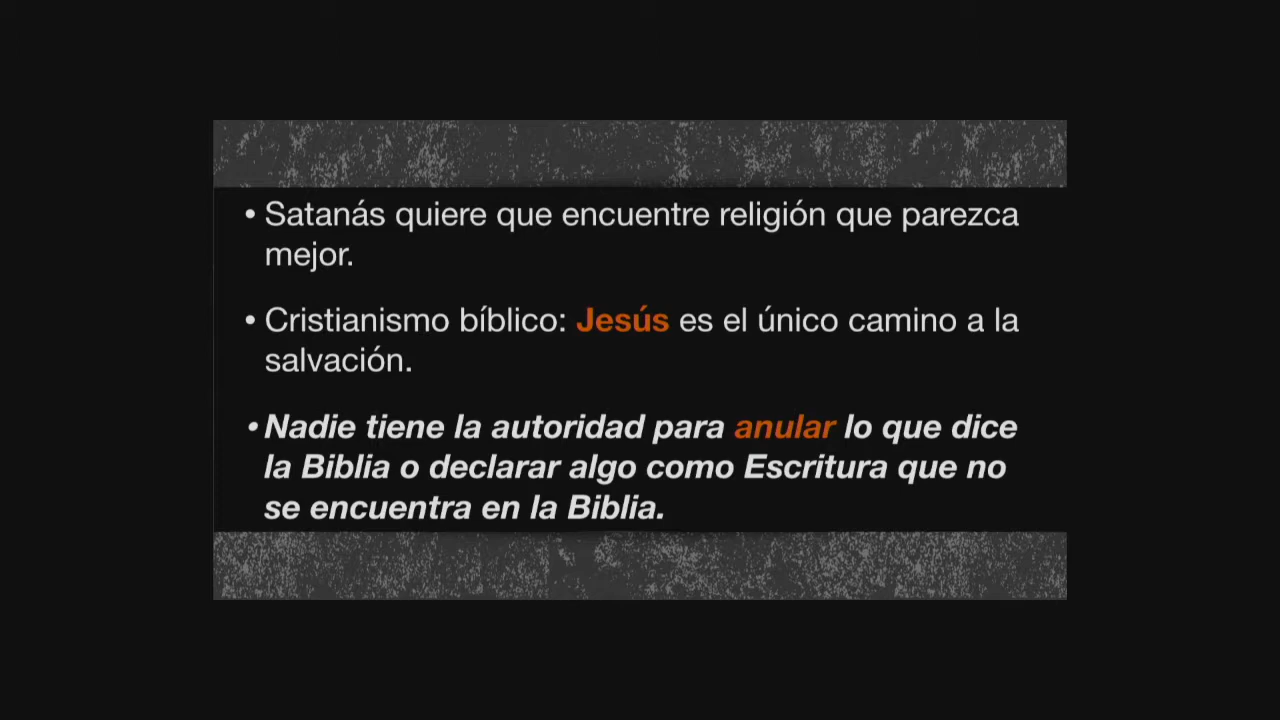 • Satanás quiere que encuentre religión que parezca
mejor.
• Cristianismo bíblico: Jesús es el único camino a la
salvación.
• Nadie tiene la autoridad para anular lo que dice
la Biblia o declarar algo como Escritura que no
se encuentra en la Biblia.